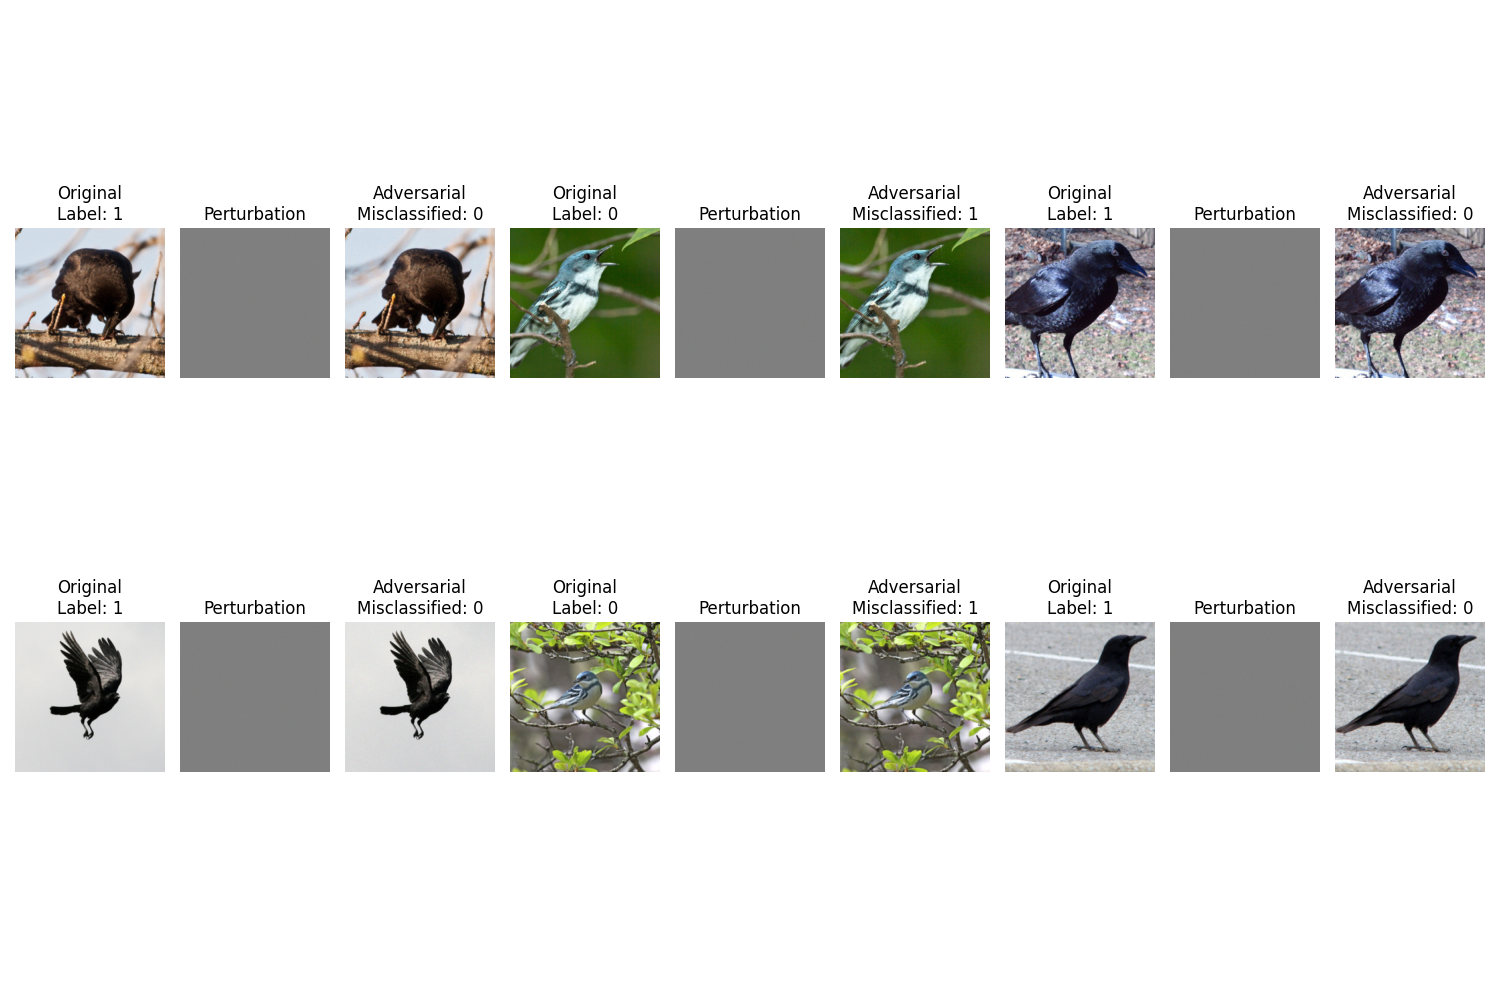 Original
Label: 1
Perturbation
Adversarial
Misclassified: 0
Original
Label: 0
Perturbation
Adversarial
Misclassified: 1
Original
Label: 1
Perturbation
Adversarial
Misclassified: 0
Original
Label: 1
Perturbation
Adversarial
Misclassified: 0
Original
Label: 0
Perturbation
Adversarial
Misclassified: 1
Original
Label: 1
Perturbation
Adversarial
Misclassified: 0